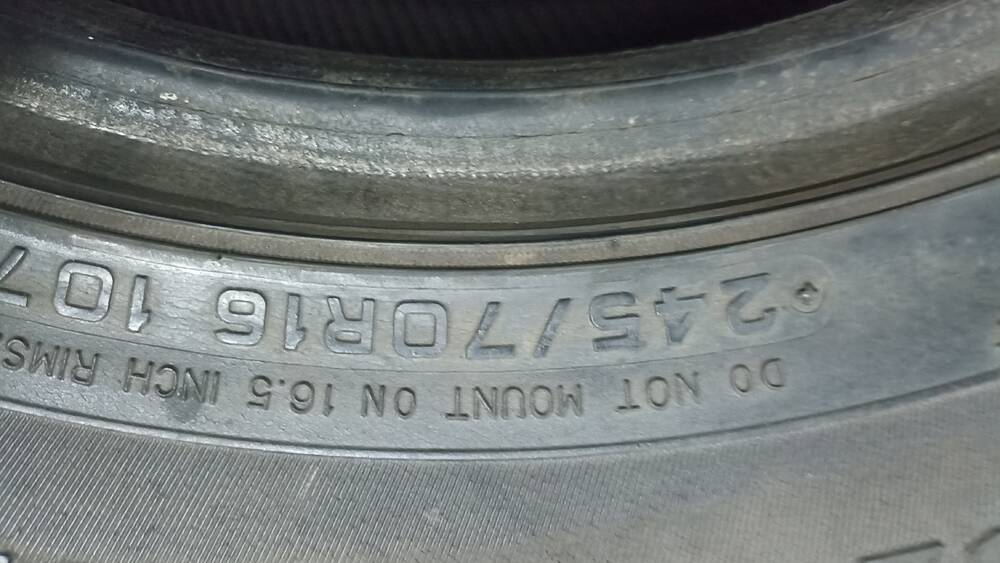 245/70R16 107
DO NOT MOUNT ON 16.5 INCH RIMS.